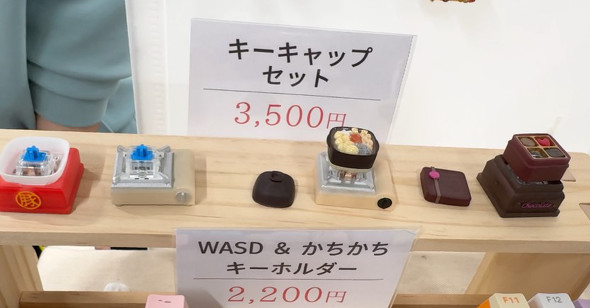 キーキャップ
セット
3,500円
WASD & かちかち
キーホルダー
2,200円
F11
F12